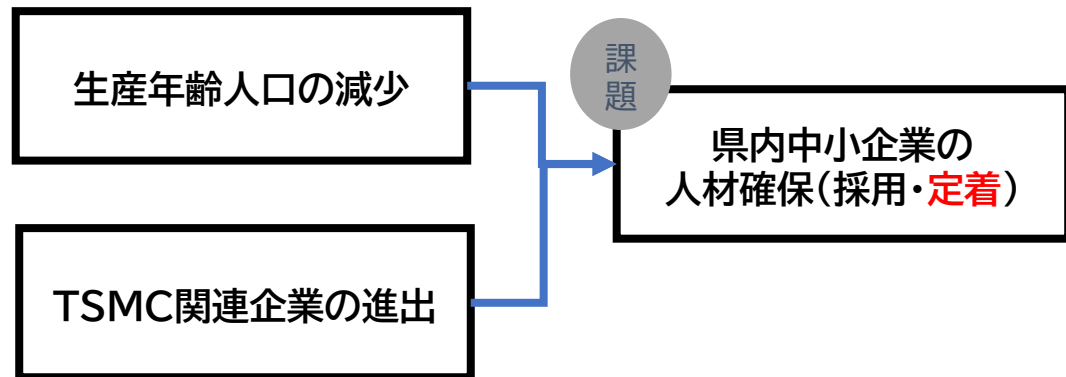 生産年齢人口の減少
TSMC関連企業の進出
課
題
県内中小企業の
人材確保(採用・定着)